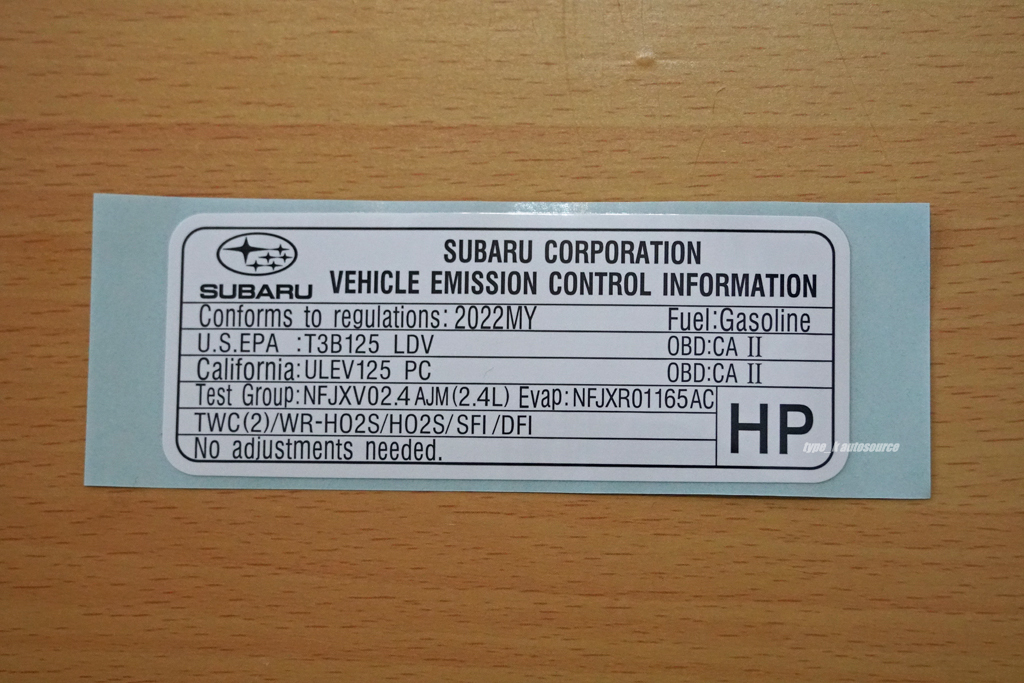 SUBARU CORPORATION
SUBARU VEHICLE EMISSION CONTROL INFORMATION
Conforms to regulations: 2022MY Fuel:Gasoline
U.S.EPA :T3B125 LDV OBD:CA II
California:ULEV125 PC OBD:CA II
Test Group:NFJXV02.4AJM(2.4L) Evap:NFJXR01165AC
TWC(2)/WR-HO2S/HO2S/SFI/DFI
HP
No adjustments needed.
type_k autosource